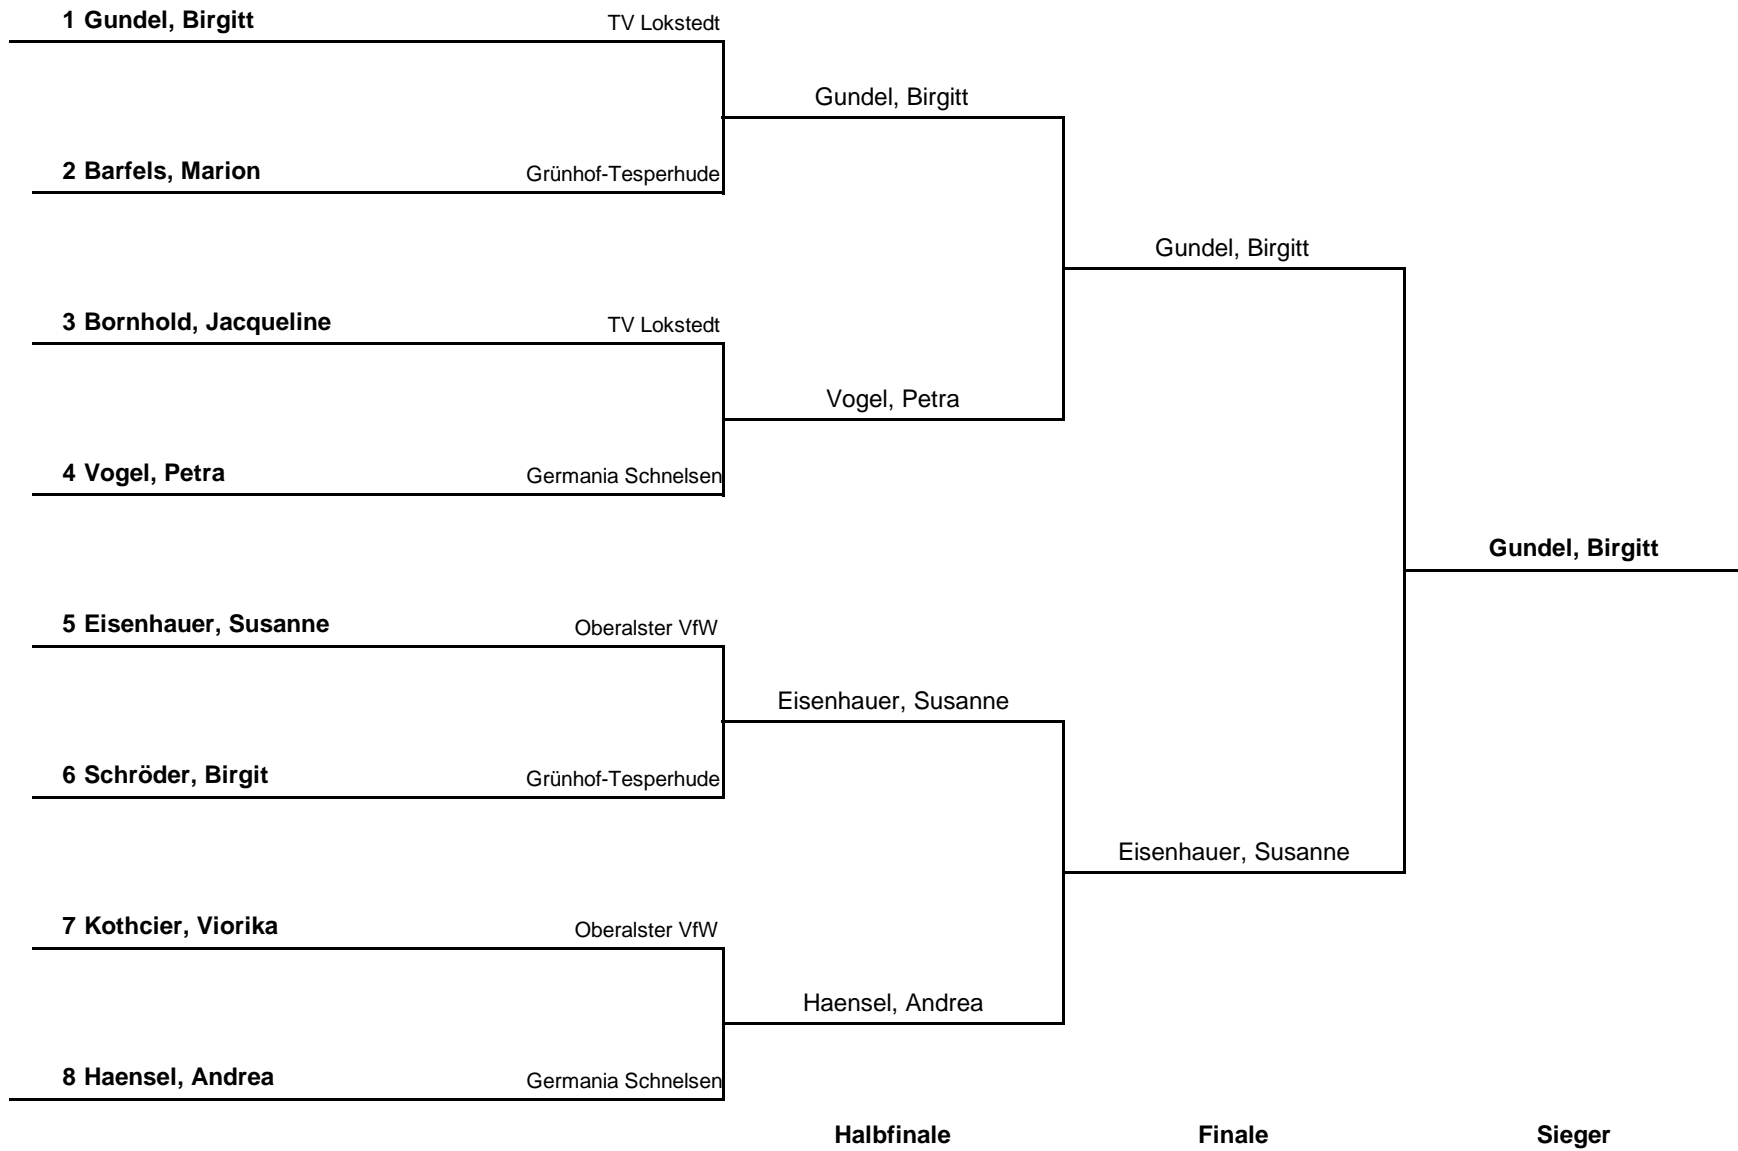 1 Gundel, Birgitt TV Lokstedt
Gundel, Birgitt
2 Barfels, Marion Grünhof-Tesperhude
Gundel, Birgitt
3 Bornhold, Jacqueline TV Lokstedt
Vogel, Petra
4 Vogel, Petra Germania Schnelsen
Gundel, Birgitt
5 Eisenhauer, Susanne Oberalster VfW
Eisenhauer, Susanne
6 Schröder, Birgit Grünhof-Tesperhude
Eisenhauer, Susanne
7 Kothcier, Viorika Oberalster VfW
Haensel, Andrea
8 Haensel, Andrea Germania Schnelsen
Halbfinale Finale Sieger